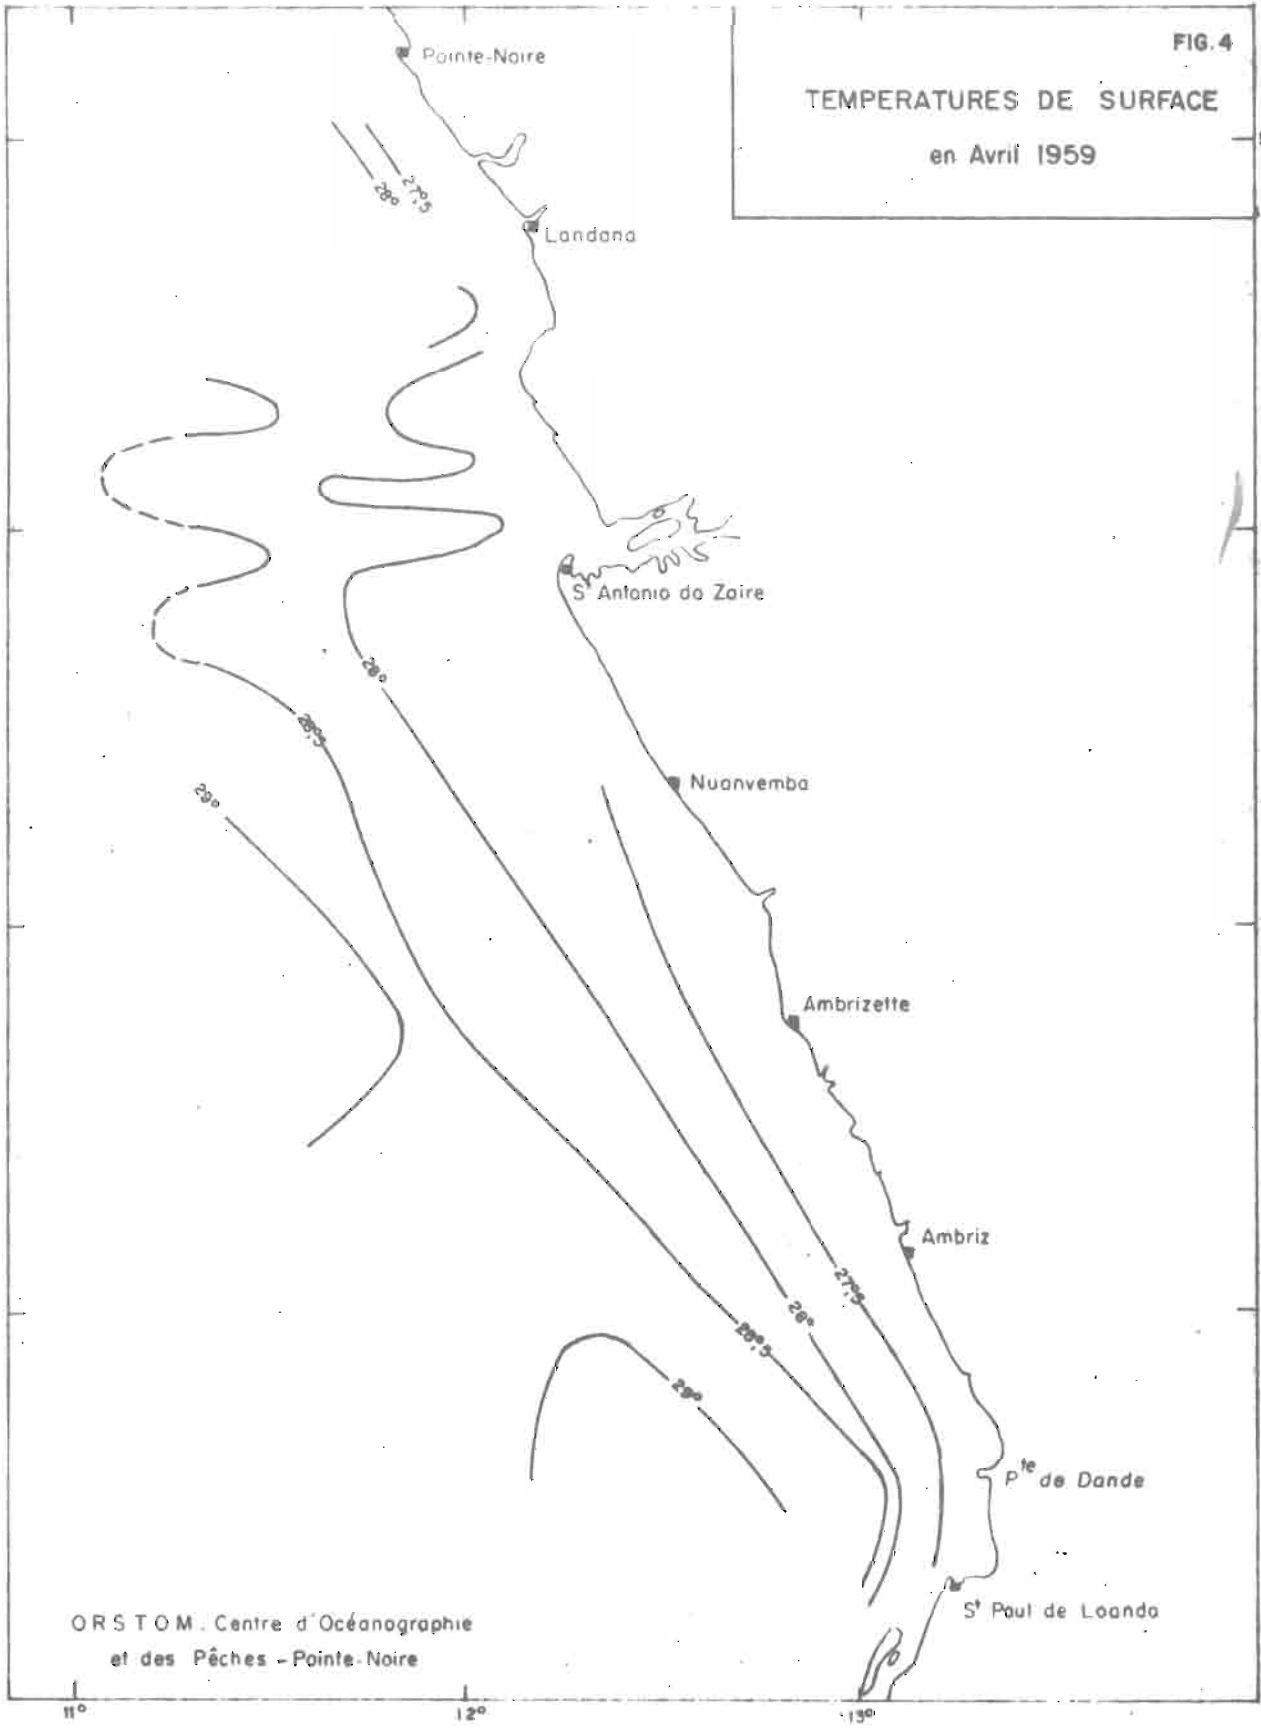 FIG. 4
TEMPERATURES DE SURFACE
en Avril 1959
Pointe-Noire
28°
27°,5
Landana
St Antonio do Zaire
28°
28°,5
Nuanvemba
29°
Ambrizette
Ambriz
27°,5
28°
28°,5
29°
Pte de Dande
St Paul de Loanda
ORSTOM. Centre d'Océanographie
et des Pêches - Pointe-Noire
11°
12°
13°